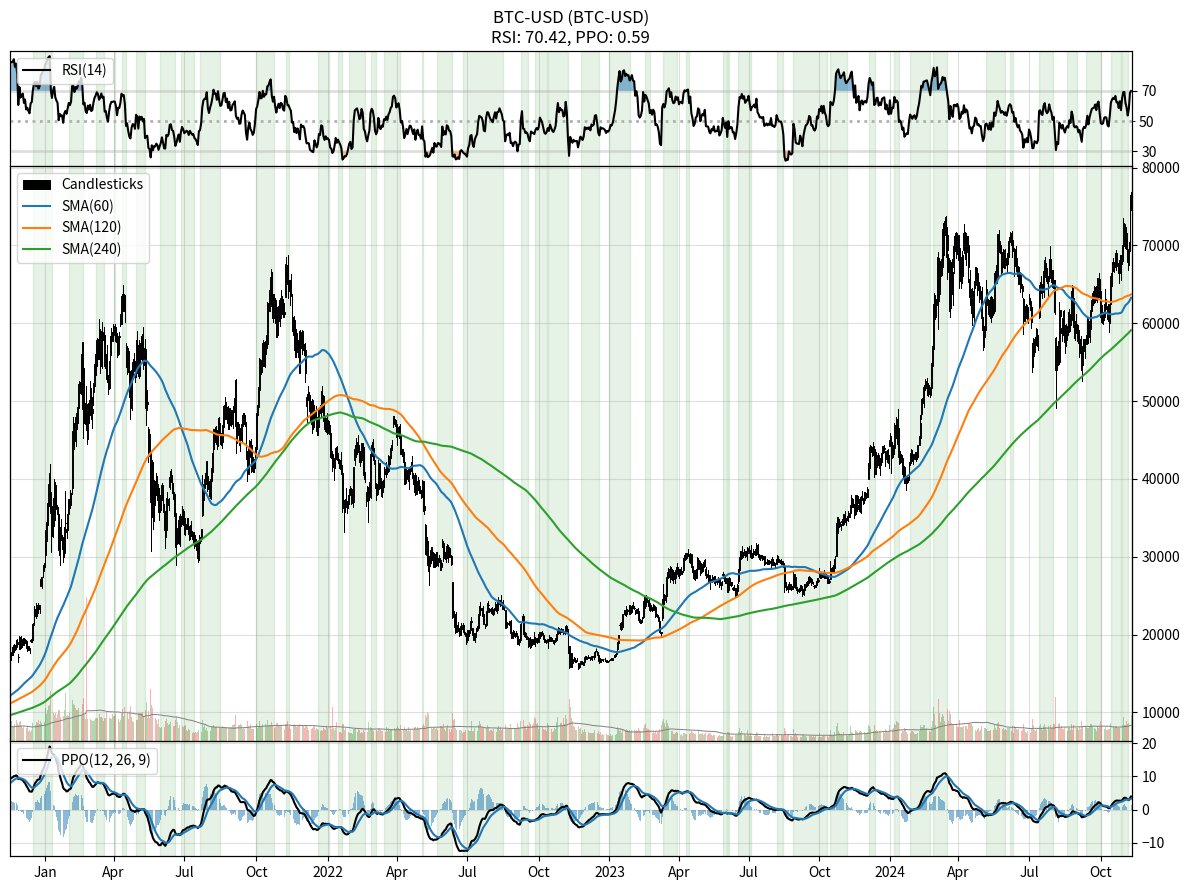 BTC-USD (BTC-USD)
RSI: 70.42, PPO: 0.59
RSI(14)
70
50
30
80000
Candlesticks
SMA(60)
SMA(120)
SMA(240)
70000
60000
50000
40000
30000
20000
10000
20
PPO(12, 26, 9)
10
0
−10
Jan Apr Jul Oct 2022 Apr Jul Oct 2023 Apr Jul Oct 2024 Apr Jul Oct